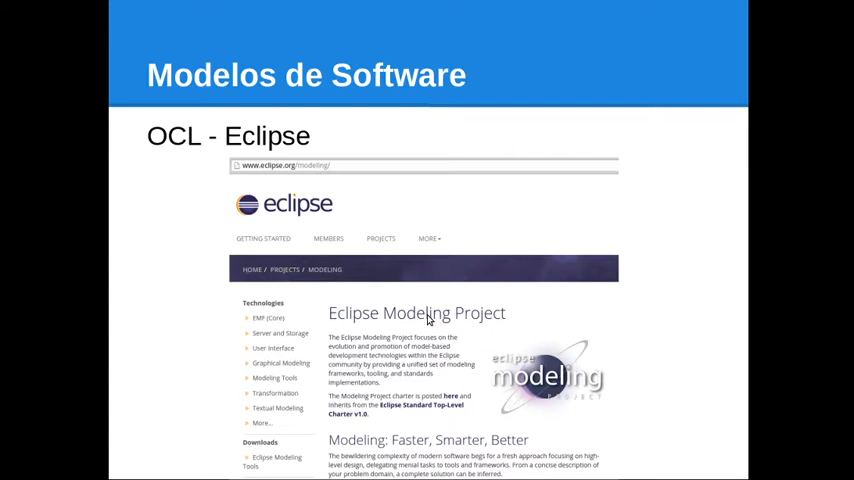 Modelos de Software
OCL - Eclipse
www.eclipse.org/modeling/
eclipse
GETTING STARTED MEMBERS PROJECTS MORE
HOME / PROJECTS / MODELING
Technologies
EMF (Core)
Server and Storage
User Interface
Graphical Modeling
Modeling Tools
Transformation
Textual Modeling
More...
Downloads
Eclipse Modeling
Tools
Eclipse Modeling Project
The Eclipse Modeling Project focuses on the
evolution and promotion of model-based
development technologies within the Eclipse
community by providing a unified set of modeling
frameworks, tooling, and standards
implementations.
The Modeling Project charter is posted here and
inherits from the Eclipse Standard Top-Level
Charter v1.0.
eclipse
modeling
PROJECT
Modeling: Faster, Smarter, Better
The bewildering complexity of modern software begs for a fresh approach focusing on high-
level design, delegating menial tasks to tools and frameworks. From a concise description of
your problem domain, a complete solution can be inferred.